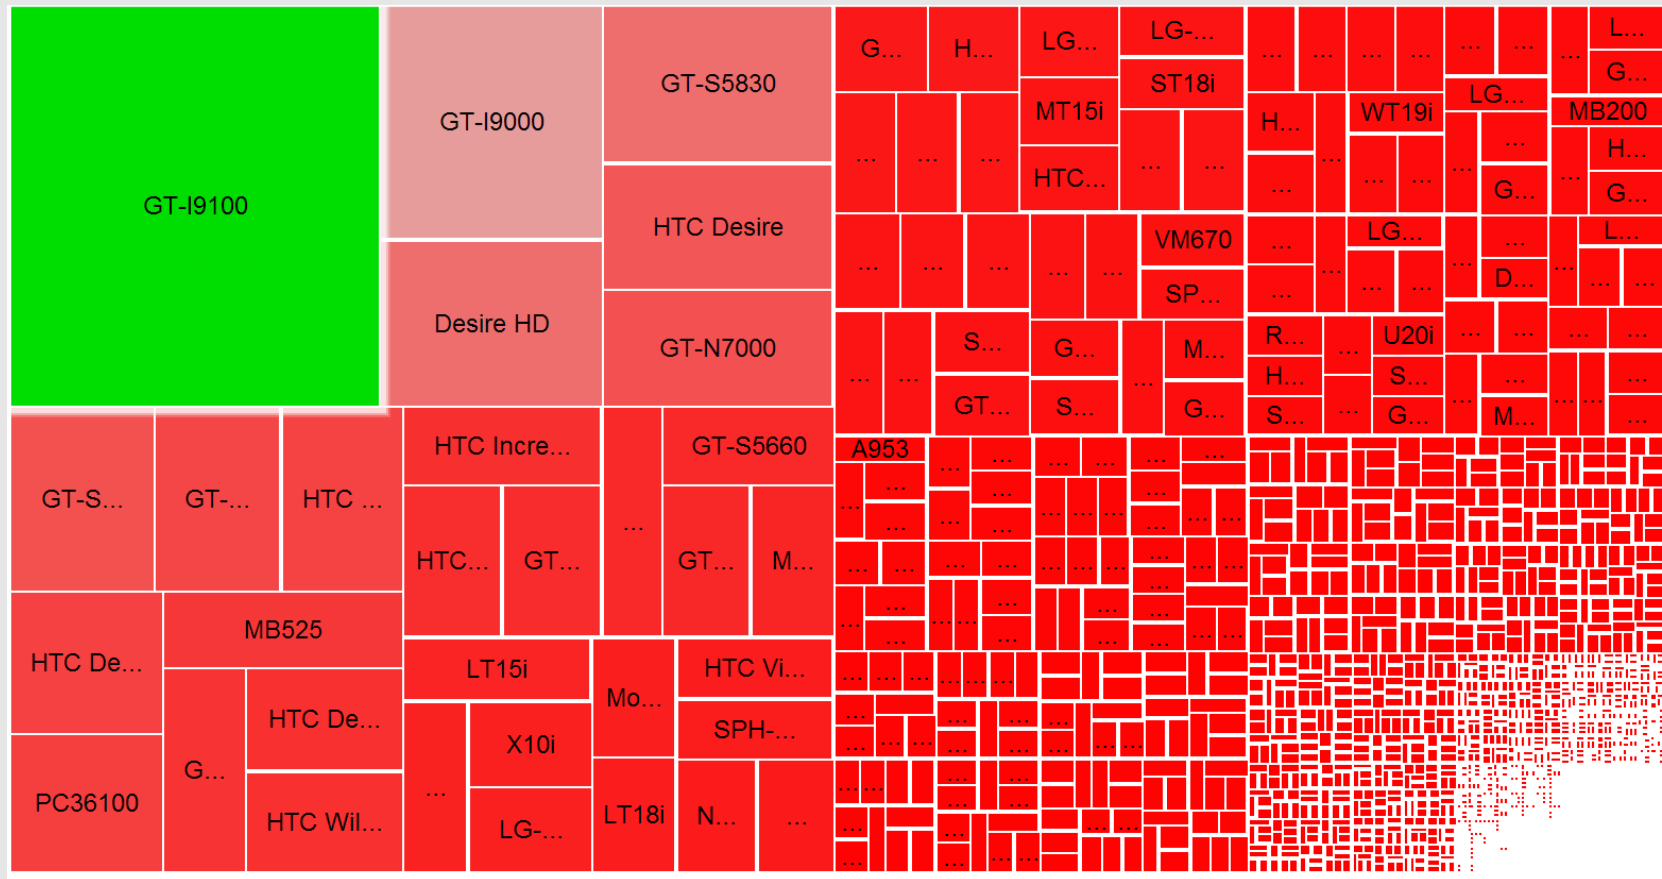 GT-I9100
GT-I9000
Desire HD
GT-S5830
HTC Desire
GT-N7000
GT-S...
GT-...
HTC ...
HTC De...
PC36100
MB525
G...
HTC De...
HTC Wil...
HTC Incre...
HTC...
GT...
...
GT-S5660
GT...
M...
LT15i
...
X10i
LG-...
Mo...
LT18i
HTC Vi...
SPH-...
N...
...
G...
H...
LG...
LG-...
MT15i
ST18i
HTC...
...
...
...
...
...
VM670
SP...
...
...
...
...
...
S...
GT...
G...
S...
M...
G...
...
...
...
A953
...
...
...
...
L...
G...
LG...
MB200
H...
WT19i
...
H...
G...
G...
LG...
L...
D...
R...
U20i
H...
S...
S...
G...
M...